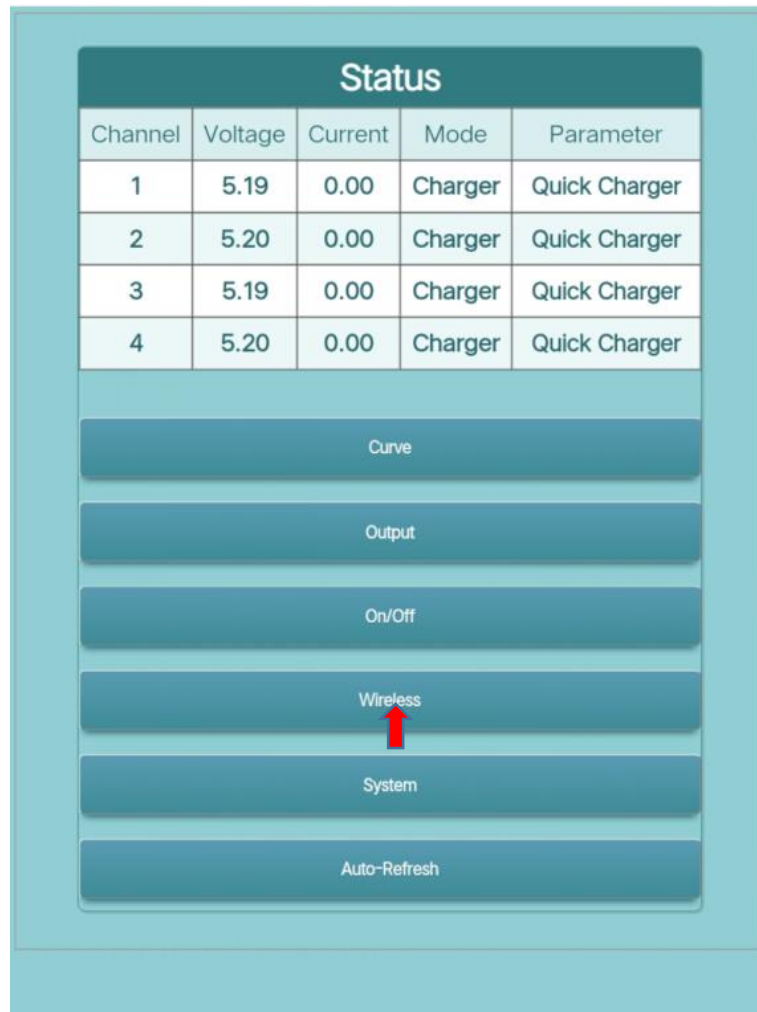 Status
Channel Voltage Current Mode Parameter
1 5.19 0.00 Charger Quick Charger
2 5.20 0.00 Charger Quick Charger
3 5.19 0.00 Charger Quick Charger
4 5.20 0.00 Charger Quick Charger
Curve
Output
On/Off
Wireless
System
Auto-Refresh